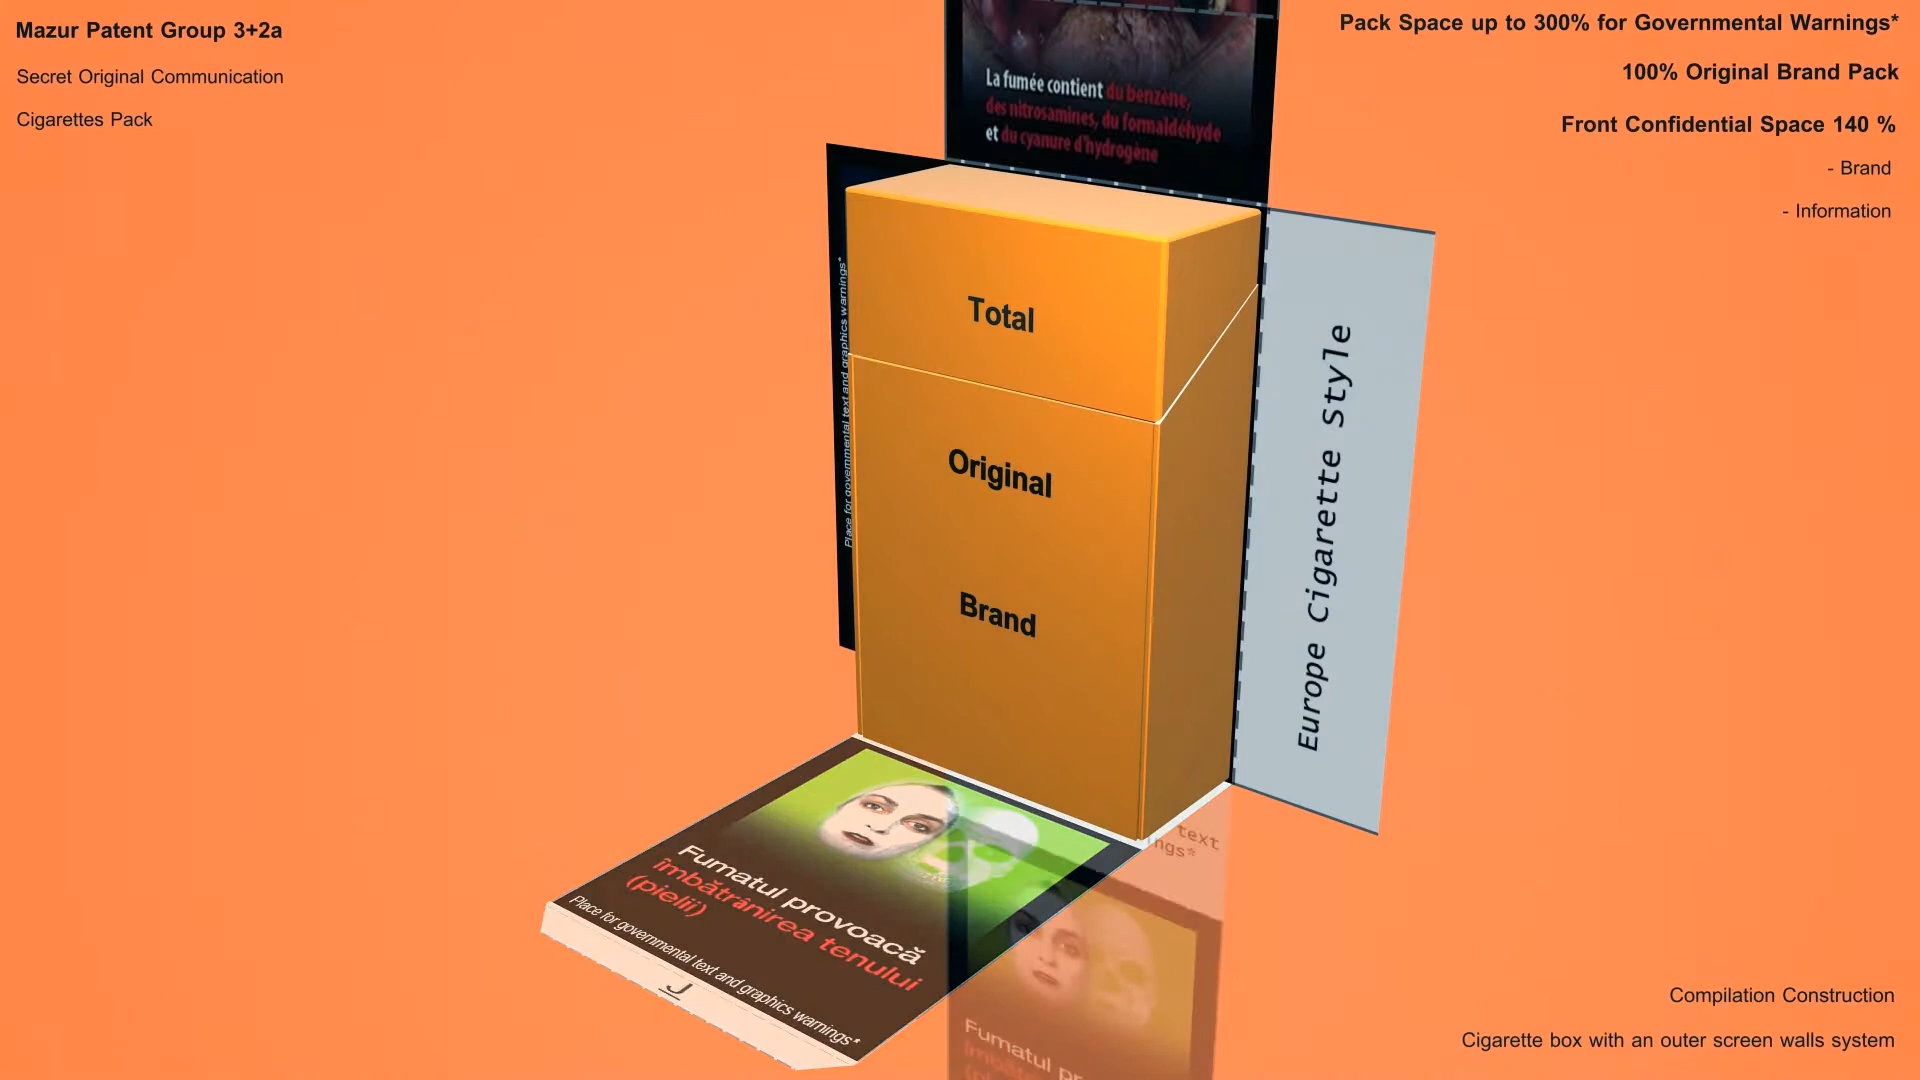 Mazur Patent Group 3+2a
Secret Original Communication
Cigarettes Pack
Pack Space up to 300% for Governmental Warnings*
100% Original Brand Pack
Front Confidential Space 140 %
- Brand
- Information
La fumée contient du benzène,
des nitrosamines, du formaldéhyde
et du cyanure d'hydrogène
Place for governmental text and graphics warnings*
Total
Original
Brand
Europe Cigarette Style
Fumatul provoacă
îmbătrânirea tenului
(pielii)
Place for governmental text and graphics warnings*
J
text
ngs*
Fumatul pr
Compilation Construction
Cigarette box with an outer screen walls system